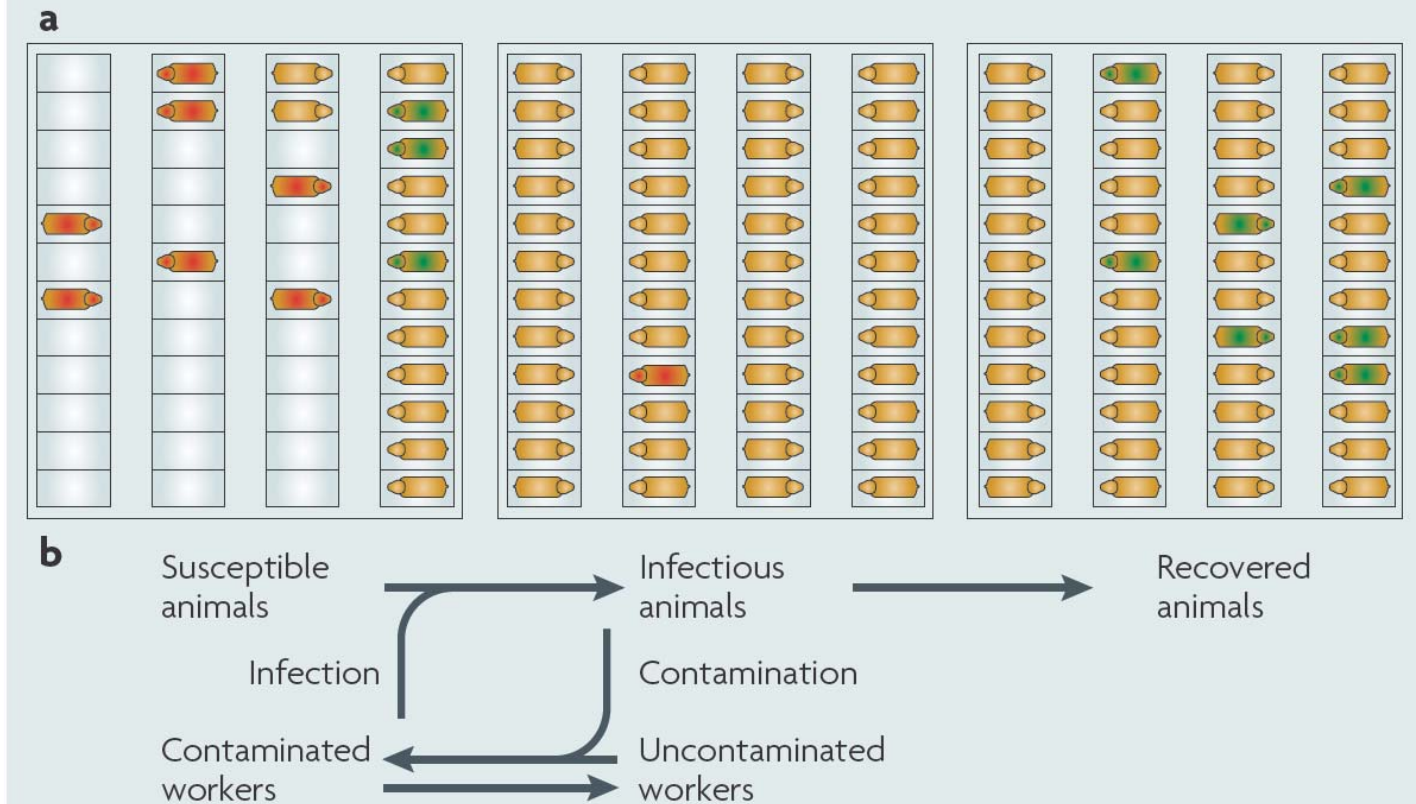 a
b
Susceptible
animals
Infectious
animals
Recovered
animals
Infection
Contamination
Contaminated
workers
Uncontaminated
workers